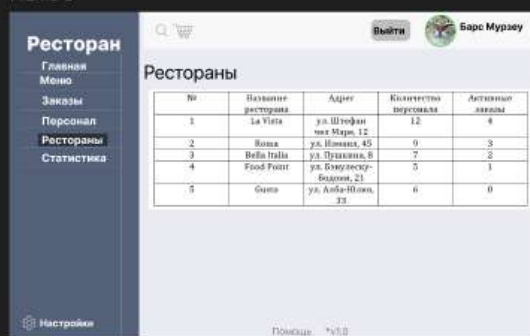 Ресторан
Выйти
Барс Мурзеу
Главная
Меню
Заказы
Персонал
Рестораны
Статистика
Настройки
Рестораны
№ Название Адрес Количество Активные
ресторана персонала заказы
1 La Vista ул. Штефан 12 4
чел Маре, 12
2 Roma ул. Измаил, 45 9 3
3 Bella Italia ул. Пушкина, 8 7 2
4 Food Point ул. Бэнулеску- 5 1
Бодони, 21
5 Gusto ул. Алба-Юлия, 6 0
33
Помощь *v1.0